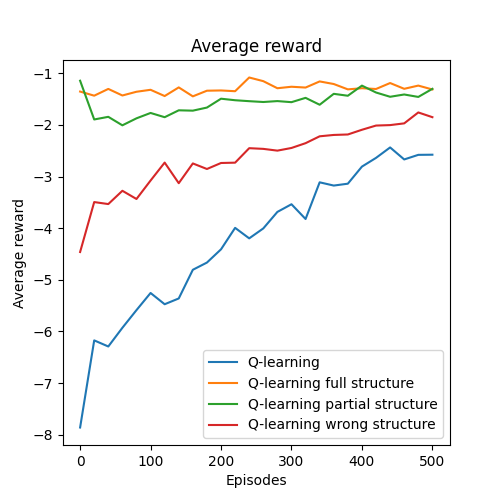 Average reward
−1
−2
−3
−4
−5
−6
−7
−8
Average reward
Q-learning
Q-learning full structure
Q-learning partial structure
Q-learning wrong structure
0 100 200 300 400 500
Episodes